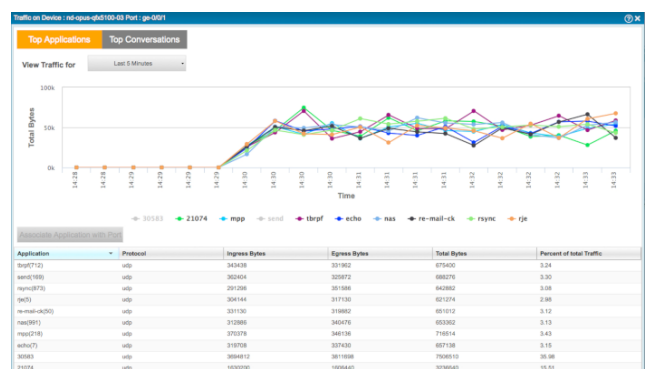 Traffic on Device : nd-opus-qfx5100-03 Port : ge-0/0/1
Top Applications Top Conversations
View Traffic for Last 5 Minutes
100k
50k
0k
Total Bytes
14:28 14:28 14:29 14:29 14:29 14:29 14:30 14:30 14:30 14:30 14:31 14:31 14:31 14:31 14:32 14:32 14:32 14:32 14:33 14:33
Time
30583 21074 mpp send tbrpf echo nas re-mail-ck rsync rje
Associate Application with Port
Application Protocol Ingress Bytes Egress Bytes Total Bytes Percent of total Traffic
tbrpf(712) udp 343438 331962 675400 3.24
send(169) udp 362404 325872 688276 3.30
rsync(873) udp 291298 351588 642882 3.08
rje(5) udp 304144 317130 621274 2.98
re-mail-ck(50) udp 331130 319882 651012 3.12
nas(991) udp 312886 340476 653362 3.13
mpp(218) udp 370378 346136 716514 3.43
echo(7) udp 319708 337430 657138 3.15
30583 udp 3694812 3811698 7506510 35.98
21074 udp 1630200 1606440 3236640 15.51